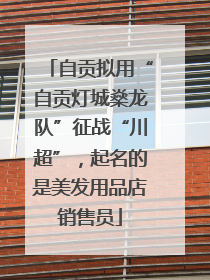 「自贡拟用“
自贡灯城燊龙
队”征战“川
超”，起名的
是美发用品店
销售员」